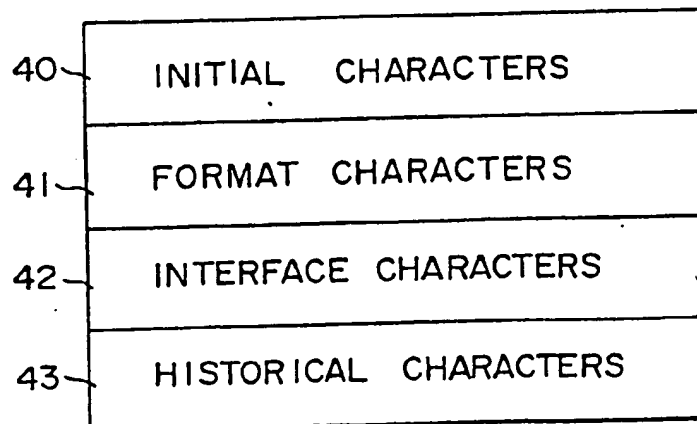 40 INITIAL CHARACTERS
41 FORMAT CHARACTERS
42 INTERFACE CHARACTERS
43 HISTORICAL CHARACTERS